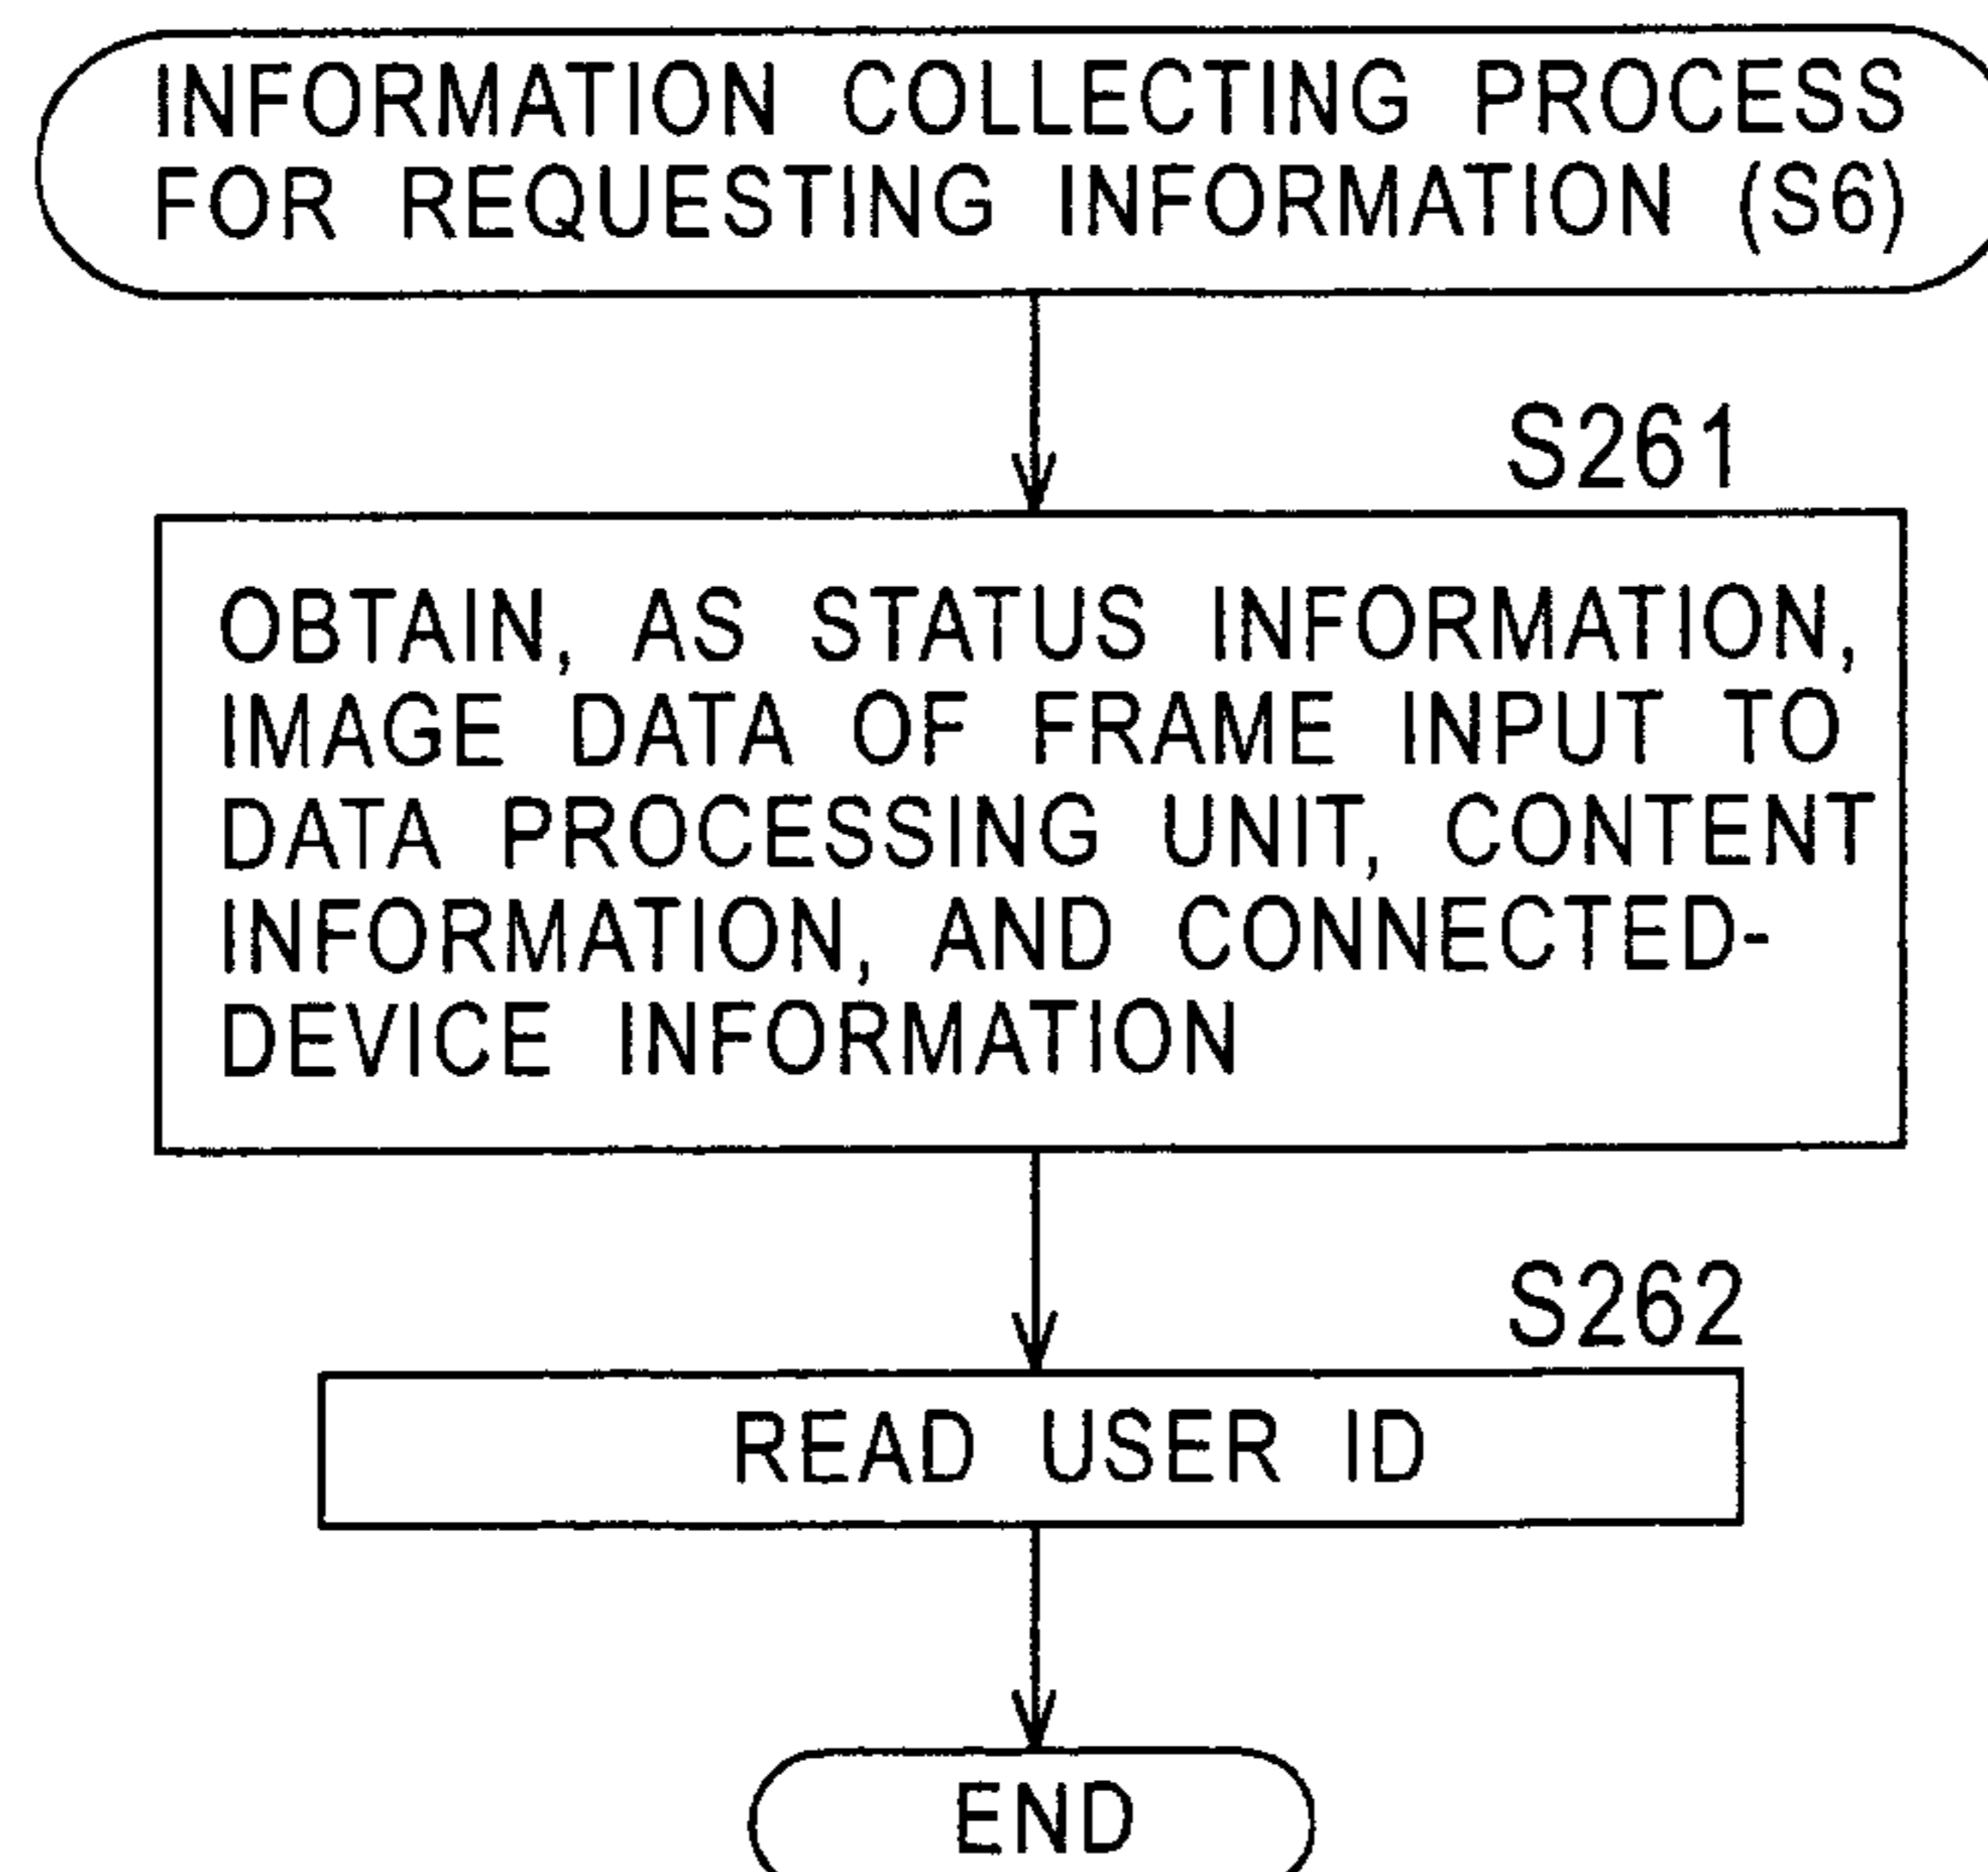 INFORMATION COLLECTING PROCESS
FOR REQUESTING INFORMATION (S6)
S261
OBTAIN, AS STATUS INFORMATION,
IMAGE DATA OF FRAME INPUT TO
DATA PROCESSING UNIT, CONTENT
INFORMATION, AND CONNECTED-
DEVICE INFORMATION
S262
READ USER ID
END